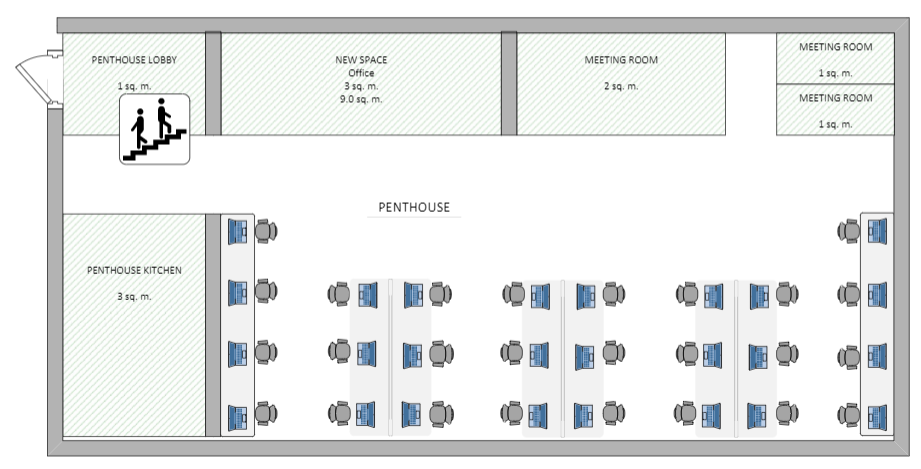 PENTHOUSE LOBBY
1 sq. m.
NEW SPACE
Office
3 sq. m.
9.0 sq. m.
MEETING ROOM
2 sq. m.
MEETING ROOM
1 sq. m.
MEETING ROOM
1 sq. m.
PENTHOUSE
PENTHOUSE KITCHEN
3 sq. m.